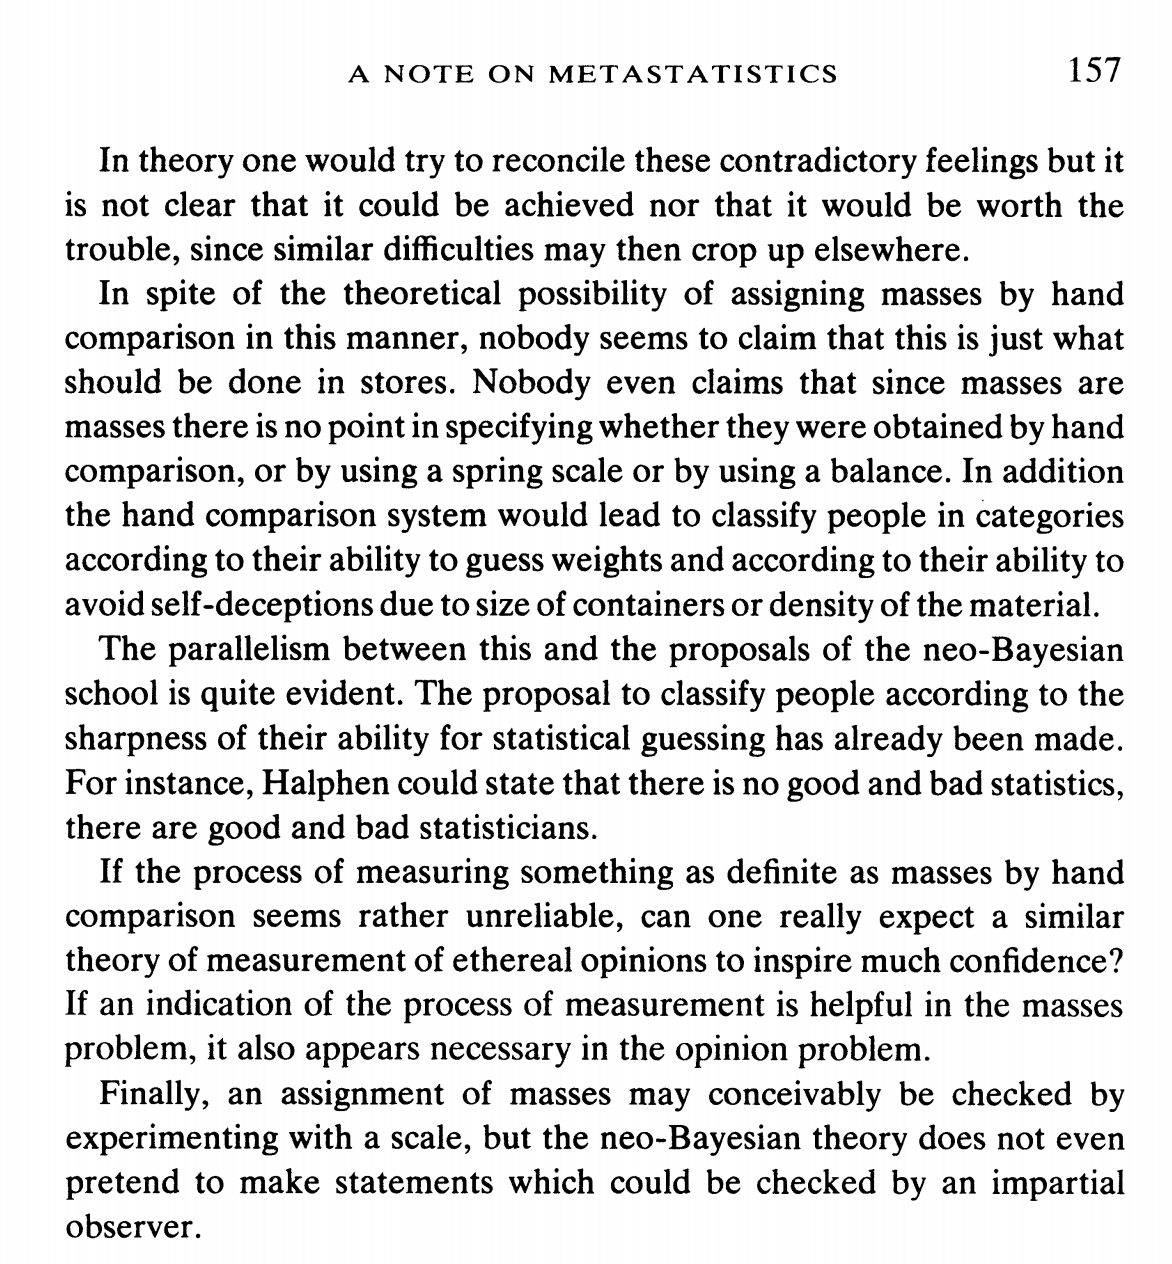 A NOTE ON METASTATISTICS 157
In theory one would try to reconcile these contradictory feelings but it
is not clear that it could be achieved nor that it would be worth the
trouble, since similar difficulties may then crop up elsewhere.
In spite of the theoretical possibility of assigning masses by hand
comparison in this manner, nobody seems to claim that this is just what
should be done in stores. Nobody even claims that since masses are
masses there is no point in specifying whether they were obtained by hand
comparison, or by using a spring scale or by using a balance. In addition
the hand comparison system would lead to classify people in categories
according to their ability to guess weights and according to their ability to
avoid self-deceptions due to size of containers or density of the material.
The parallelism between this and the proposals of the neo-Bayesian
school is quite evident. The proposal to classify people according to the
sharpness of their ability for statistical guessing has already been made.
For instance, Halphen could state that there is no good and bad statistics,
there are good and bad statisticians.
If the process of measuring something as definite as masses by hand
comparison seems rather unreliable, can one really expect a similar
theory of measurement of ethereal opinions to inspire much confidence?
If an indication of the process of measurement is helpful in the masses
problem, it also appears necessary in the opinion problem.
Finally, an assignment of masses may conceivably be checked by
experimenting with a scale, but the neo-Bayesian theory does not even
pretend to make statements which could be checked by an impartial
observer.